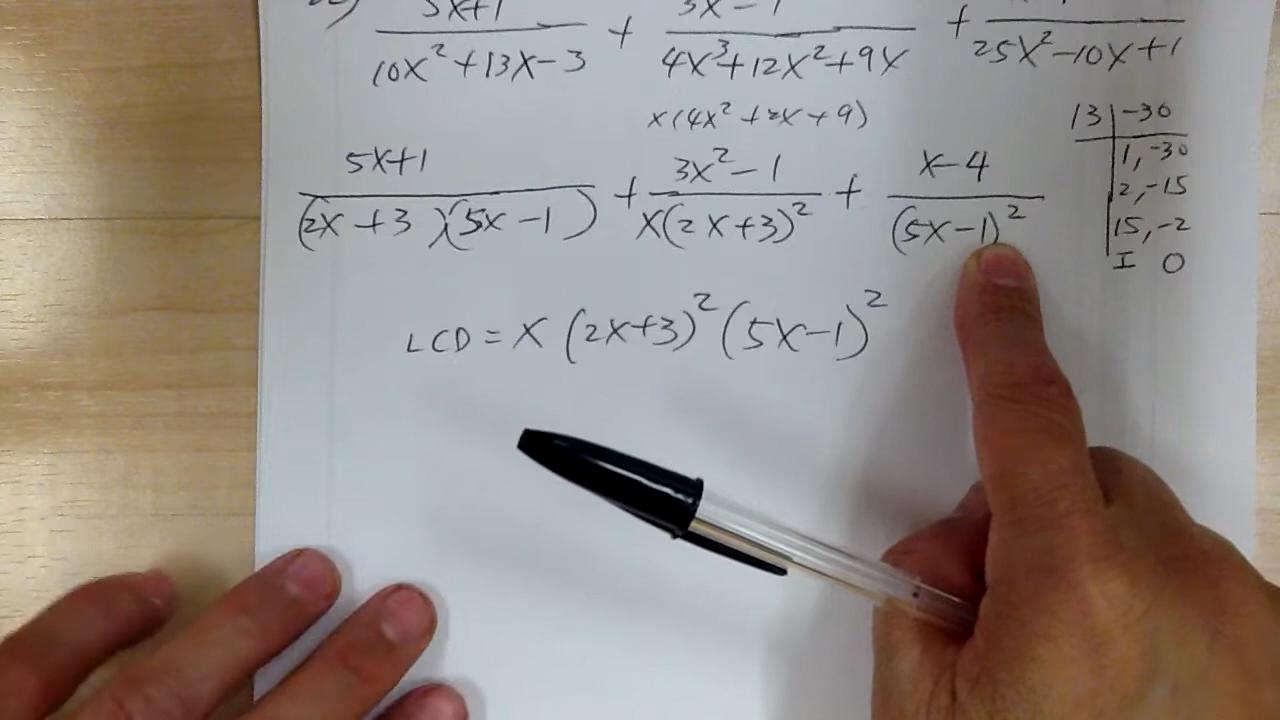 5x+1 / 10x²+13x-3 + 3x²-1 / 4x³+12x²+9x + / 25x²-10x+1
x(4x²+2x+9)
5x+1 / (2x+3)(5x-1) + 3x²-1 / x(2x+3)² + x-4 / (5x-1)²
13 | -30
1, -30
2, -15
15, -2
I O
LCD = x (2x+3)² (5x-1)²